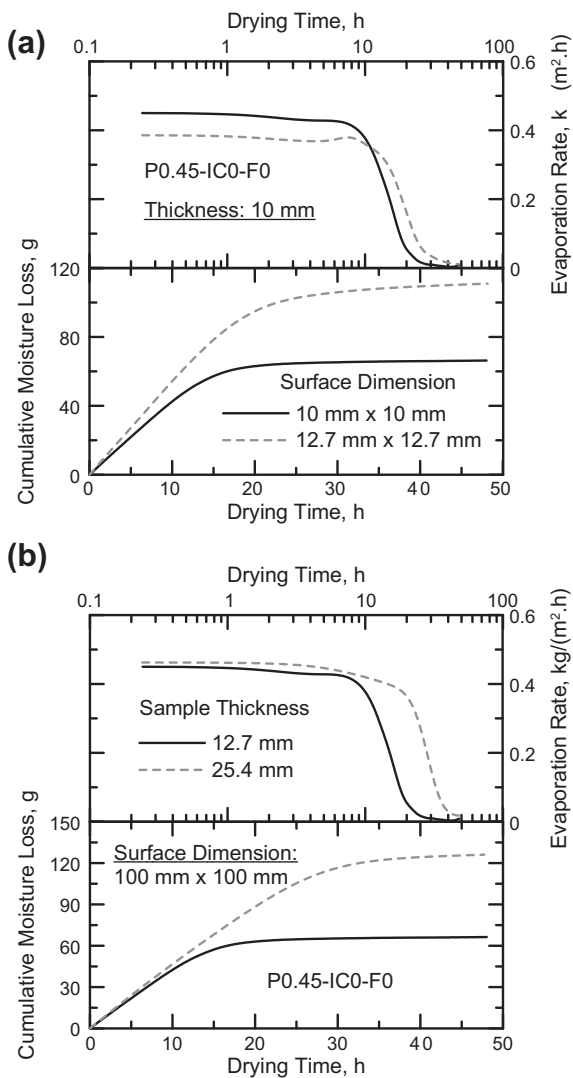 (a)
Drying Time, h
0.1 1 10 100
0.6
0.4
0.2
0
Evaporation Rate, k (m².h)
P0.45-IC0-F0
Thickness: 10 mm
120
80
40
0
Cumulative Moisture Loss, g
Surface Dimension
10 mm x 10 mm
12.7 mm x 12.7 mm
0 10 20 30 40 50
Drying Time, h
(b)
Drying Time, h
0.1 1 10 100
0.6
0.4
0.2
0
Evaporation Rate, kg/(m².h)
Sample Thickness
12.7 mm
25.4 mm
150
120
90
60
30
0
Cumulative Moisture Loss, g
Surface Dimension:
100 mm x 100 mm
P0.45-IC0-F0
0 10 20 30 40 50
Drying Time, h